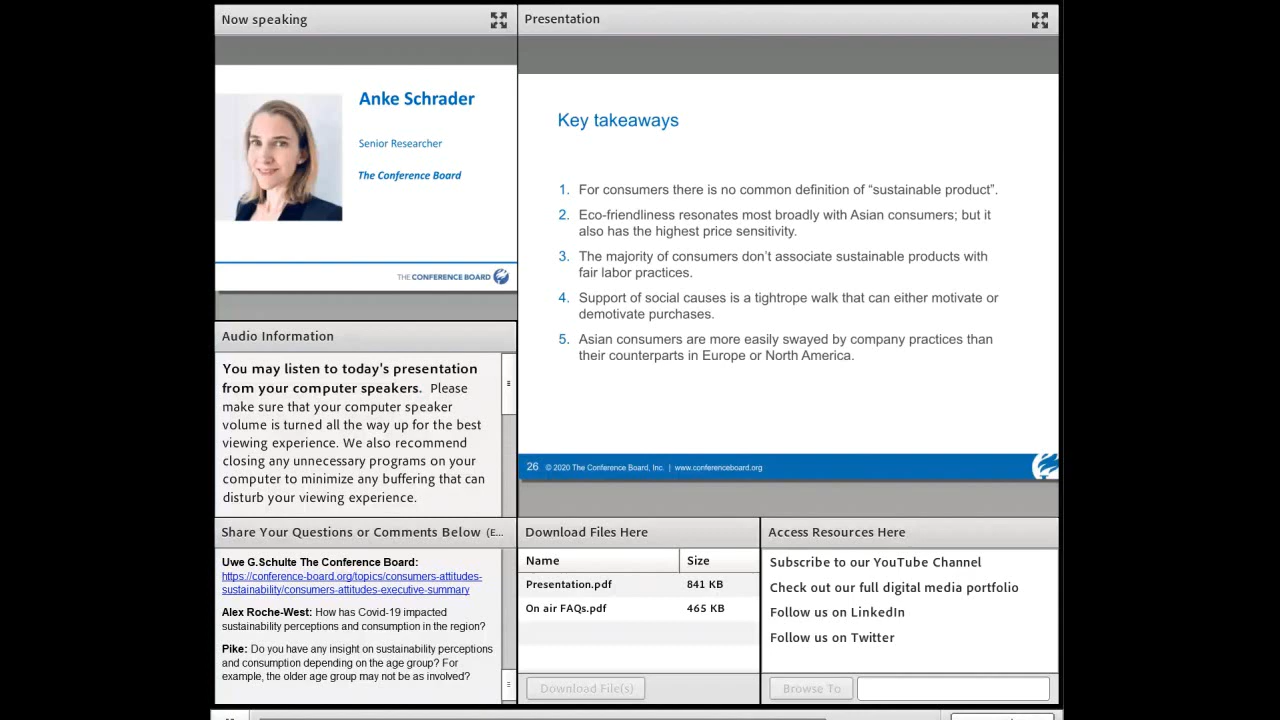 Now speaking
Anke Schrader
Senior Researcher
The Conference Board
THE CONFERENCE BOARD
Audio Information
You may listen to today's presentation
from your computer speakers. Please
make sure that your computer speaker
volume is turned all the way up for the best
viewing experience. We also recommend
closing any unnecessary programs on your
computer to minimize any buffering that can
disturb your viewing experience.
Share Your Questions or Comments Below (E...
Uwe G.Schulte The Conference Board:
https://conference-board.org/topics/consumers-attitudes-
sustainability/consumers-attitudes-executive-summary
Alex Roche-West: How has Covid-19 impacted
sustainability perceptions and consumption in the region?
Pike: Do you have any insight on sustainability perceptions
and consumption depending on the age group? For
example, the older age group may not be as involved?
Presentation
Key takeaways
1. For consumers there is no common definition of “sustainable product”.
2. Eco-friendliness resonates most broadly with Asian consumers; but it
also has the highest price sensitivity.
3. The majority of consumers don’t associate sustainable products with
fair labor practices.
4. Support of social causes is a tightrope walk that can either motivate or
demotivate purchases.
5. Asian consumers are more easily swayed by company practices than
their counterparts in Europe or North America.
26 © 2020 The Conference Board, Inc. | www.conferenceboard.org
Download Files Here
Name Size
Presentation.pdf 841 KB
On air FAQs.pdf 465 KB
Download File(s)
Access Resources Here
Subscribe to our YouTube Channel
Check out our full digital media portfolio
Follow us on LinkedIn
Follow us on Twitter
Browse To